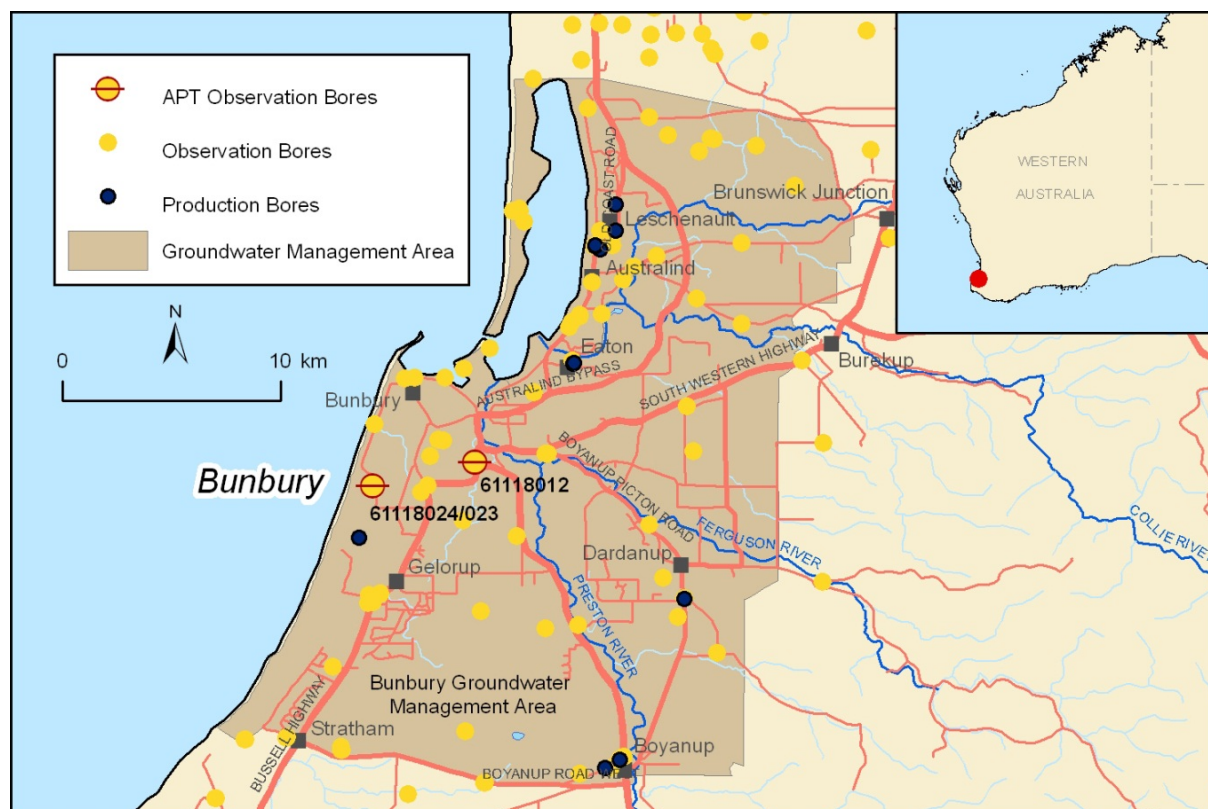 APT Observation Bores
Observation Bores
Production Bores
Groundwater Management Area
N
0 10 km
WESTERN
AUSTRALIA
COAST ROAD
Brunswick Junction
Leschenault
Australind
Eaton
AUSTRALIND BYPASS
SOUTH WESTERN HIGHWAY
Burekup
Bunbury
Bunbury
61118012
61118024/023
BOYANUP PICTON ROAD
FERGUSON RIVER
COLLIE RIVER
Dardanup
Gelorup
PRESTON RIVER
Bunbury Groundwater
Management Area
BUSSELL HIGHWAY
Stratham
Boyanup
BOYANUP ROAD